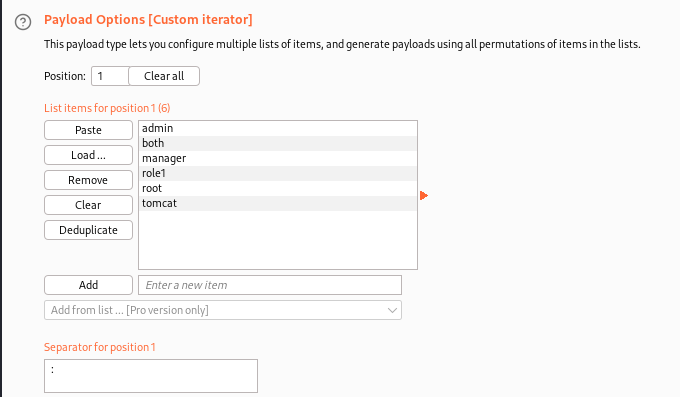 Payload Options [Custom iterator]
This payload type lets you configure multiple lists of items, and generate payloads using all permutations of items in the lists.
Position: 1 Clear all
List items for position 1 (6)
Paste
Load ...
Remove
Clear
Deduplicate
admin
both
manager
role1
root
tomcat
Add Enter a new item
Add from list ... [Pro version only]
Separator for position 1
: